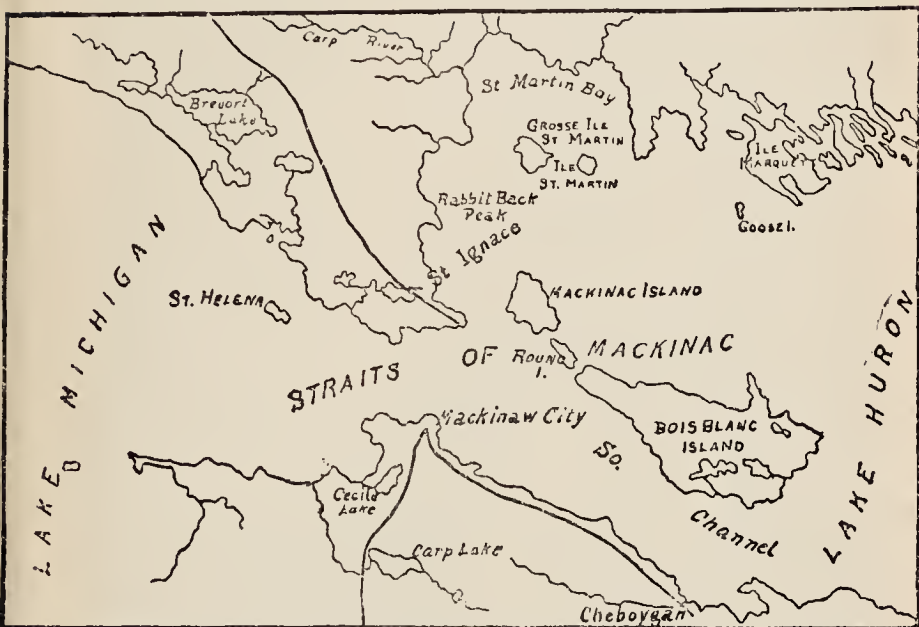 Carp River
St Martin Bay
Brevort
Lake
GROSSE ILE
ST MARTIN
ILE
ST. MARTIN
ILE
MARQUETT
GOOSE I.
Rabbit Back
Peak
St Ignace
ST. HELENA
MACKINAC ISLAND
LAKE MICHIGAN
STRAITS OF MACKINAC
ROUND
I.
LAKE HURON
Mackinaw City
BOIS BLANC
ISLAND
So. Channel
Cecild
Lake
Carp Lake
Cheboygan